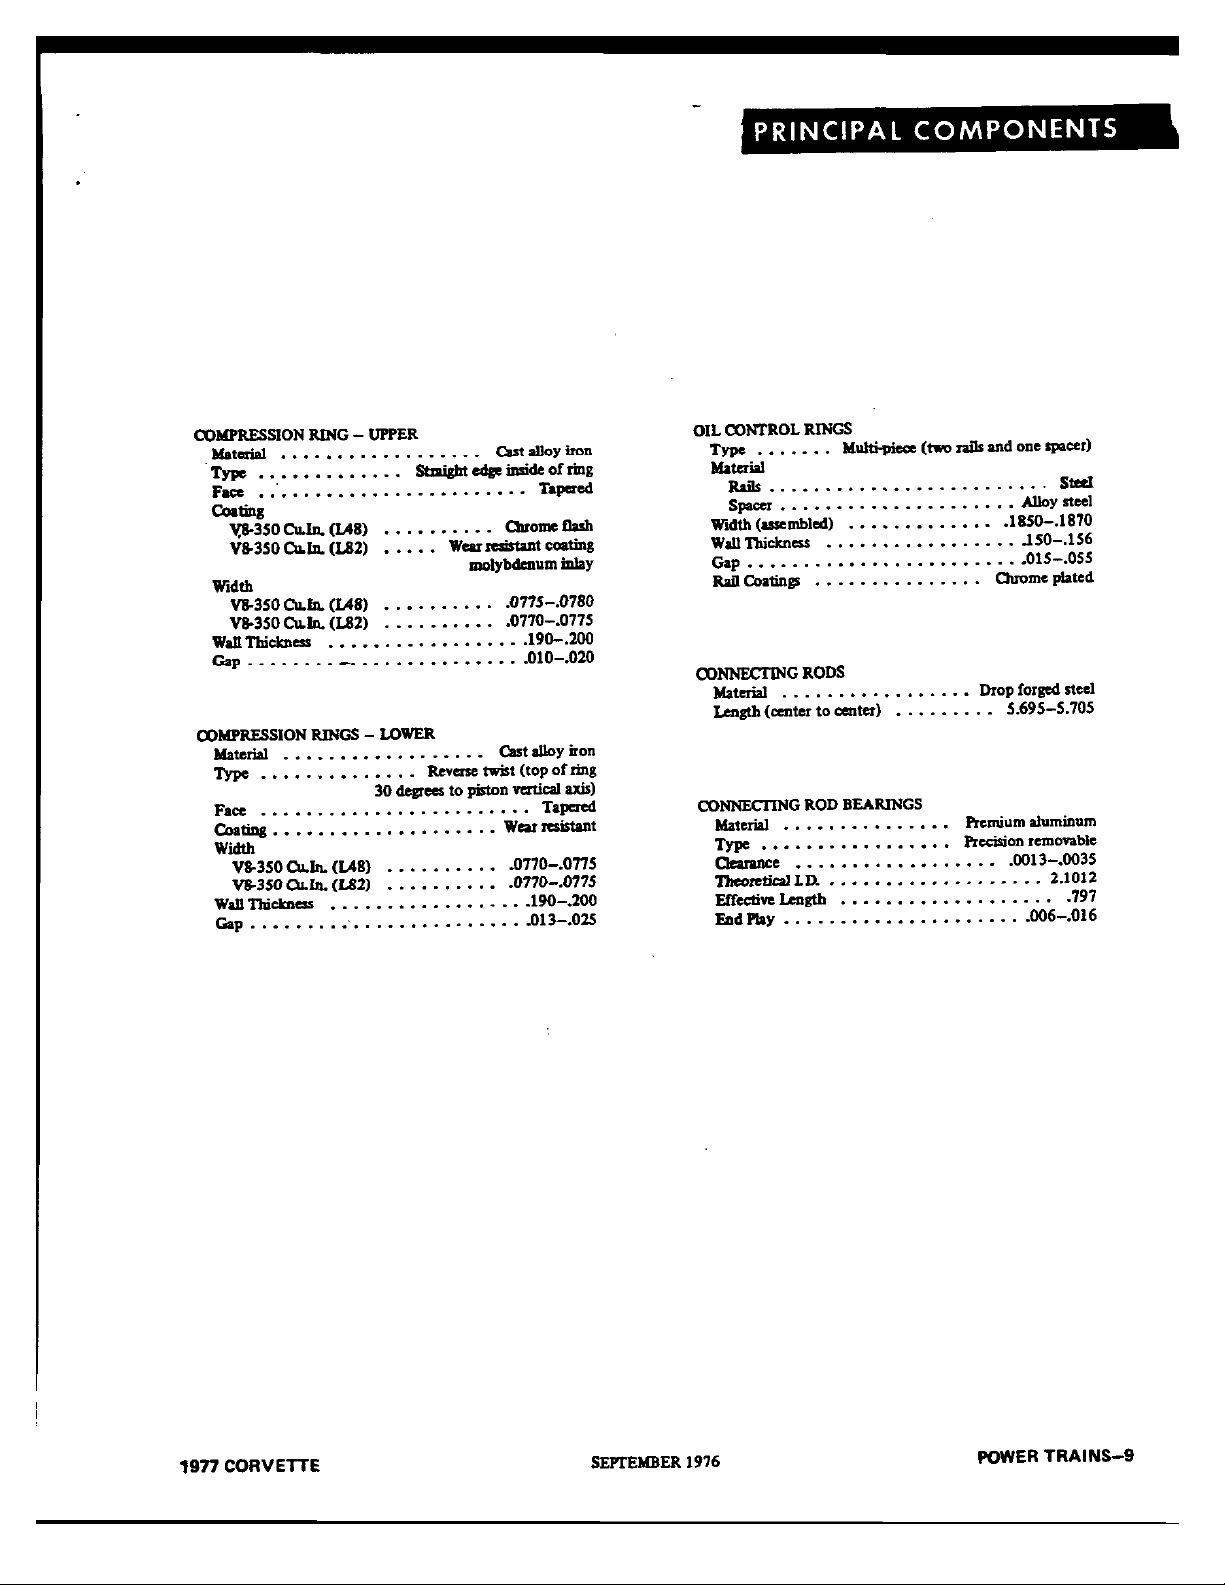 PRINCIPAL COMPONENTS
COMPRESSION RING – UPPER
Material . . . . . . . . . . . . . . . . . . Cast alloy iron
Type . . . . . . . . . . . . . Straight edge inside of ring
Face . . . . . . . . . . . . . . . . . . . . . . . . Tapered
Coating
V8-350 Cu.In. (L48) . . . . . . . . . . Chrome flash
V8-350 Cu.In. (L82) . . . . . Wear resistant coating
molybdenum inlay
Width
V8-350 Cu.In. (L48) . . . . . . . . . . .0775–.0780
V8-350 Cu.In. (L82) . . . . . . . . . . .0770–.0775
Wall Thickness . . . . . . . . . . . . . . . . . .190–.200
Gap . . . . . . . . . . . . . . . . . . . . . . . . .010–.020
COMPRESSION RINGS – LOWER
Material . . . . . . . . . . . . . . . . . . Cast alloy iron
Type . . . . . . . . . . . . . . Reverse twist (top of ring
30 degrees to piston vertical axis)
Face . . . . . . . . . . . . . . . . . . . . . . . . Tapered
Coating . . . . . . . . . . . . . . . . . . . . Wear resistant
Width
V8-350 Cu.In. (L48) . . . . . . . . . . .0770–.0775
V8-350 Cu.In. (L82) . . . . . . . . . . .0770–.0775
Wall Thickness . . . . . . . . . . . . . . . . . .190–.200
Gap . . . . . . . . . . . . . . . . . . . . . . . . .013–.025
OIL CONTROL RINGS
Type . . . . . . . Multi-piece (two rails and one spacer)
Material
Rails . . . . . . . . . . . . . . . . . . . . . . . . . Steel
Spacer . . . . . . . . . . . . . . . . . . . . . Alloy steel
Width (assembled) . . . . . . . . . . . . . .1850–.1870
Wall Thickness . . . . . . . . . . . . . . . . . .150–.156
Gap . . . . . . . . . . . . . . . . . . . . . . . . .015–.055
Rail Coatings . . . . . . . . . . . . . . . Chrome plated
CONNECTING RODS
Material . . . . . . . . . . . . . . . . . Drop forged steel
Length (center to center) . . . . . . . . . 5.695–5.705
CONNECTING ROD BEARINGS
Material . . . . . . . . . . . . . . . Premium aluminum
Type . . . . . . . . . . . . . . . . . Precision removable
Clearance . . . . . . . . . . . . . . . . . . .0013–.0035
Theoretical I.D. . . . . . . . . . . . . . . . . . . . 2.1012
Effective Length . . . . . . . . . . . . . . . . . . . .797
End Play . . . . . . . . . . . . . . . . . . . . . . .006–.016
1977 CORVETTE
SEPTEMBER 1976
POWER TRAINS–9